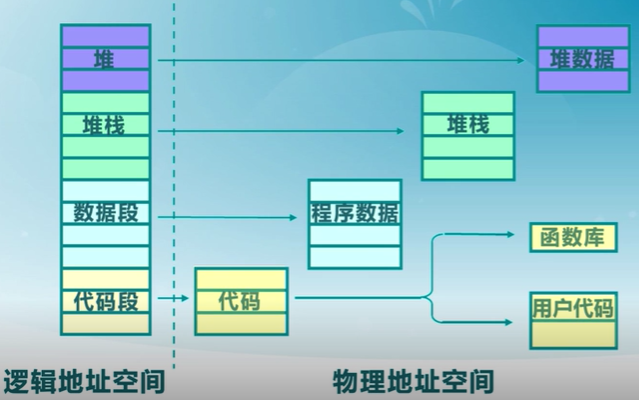 堆
堆数据
堆栈
堆栈
数据段
程序数据
函数库
代码段
代码
用户代码
逻辑地址空间
物理地址空间